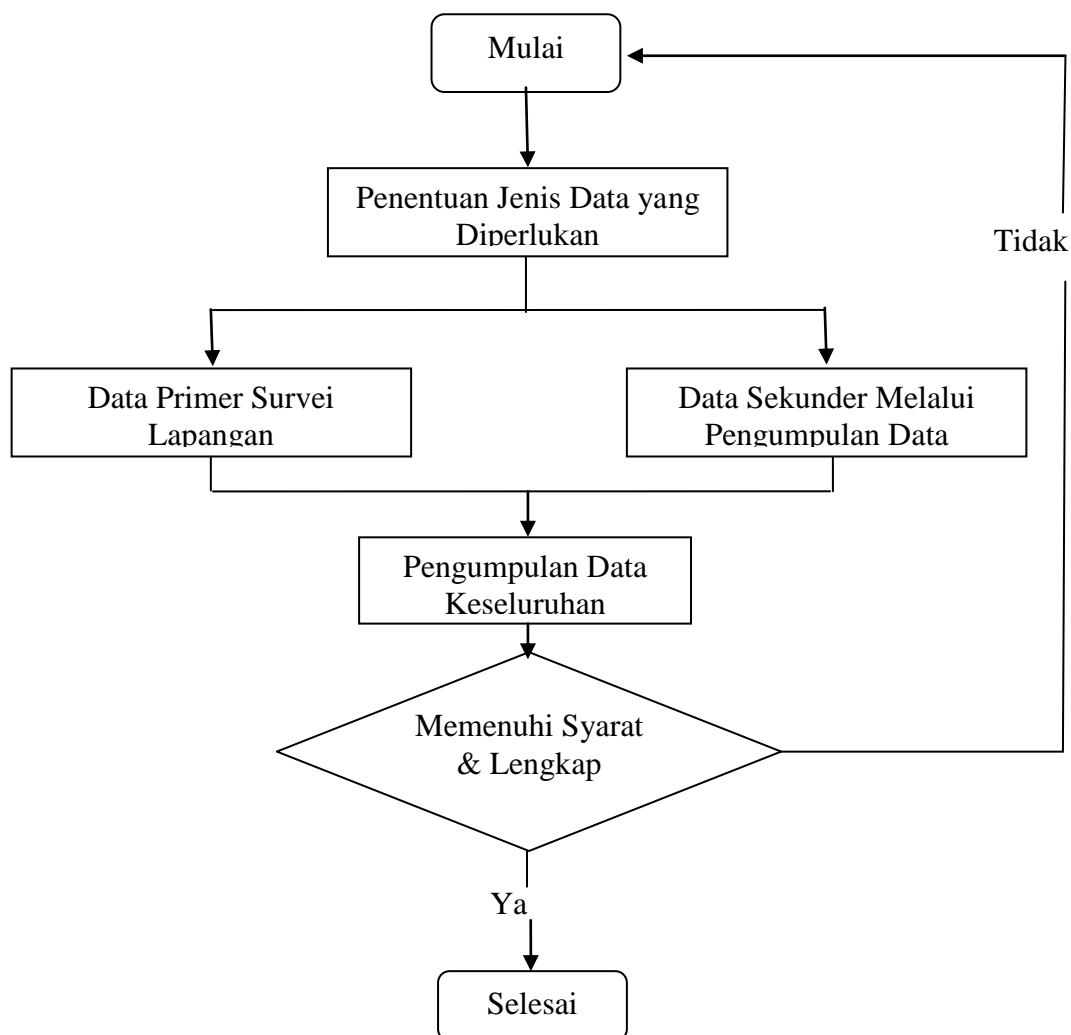 Mulai
Penentuan Jenis Data yang
Diperlukan
Tidak
Data Primer Survei
Lapangan
Data Sekunder Melalui
Pengumpulan Data
Pengumpulan Data
Keseluruhan
Memenuhi Syarat
& Lengkap
Ya
Selesai